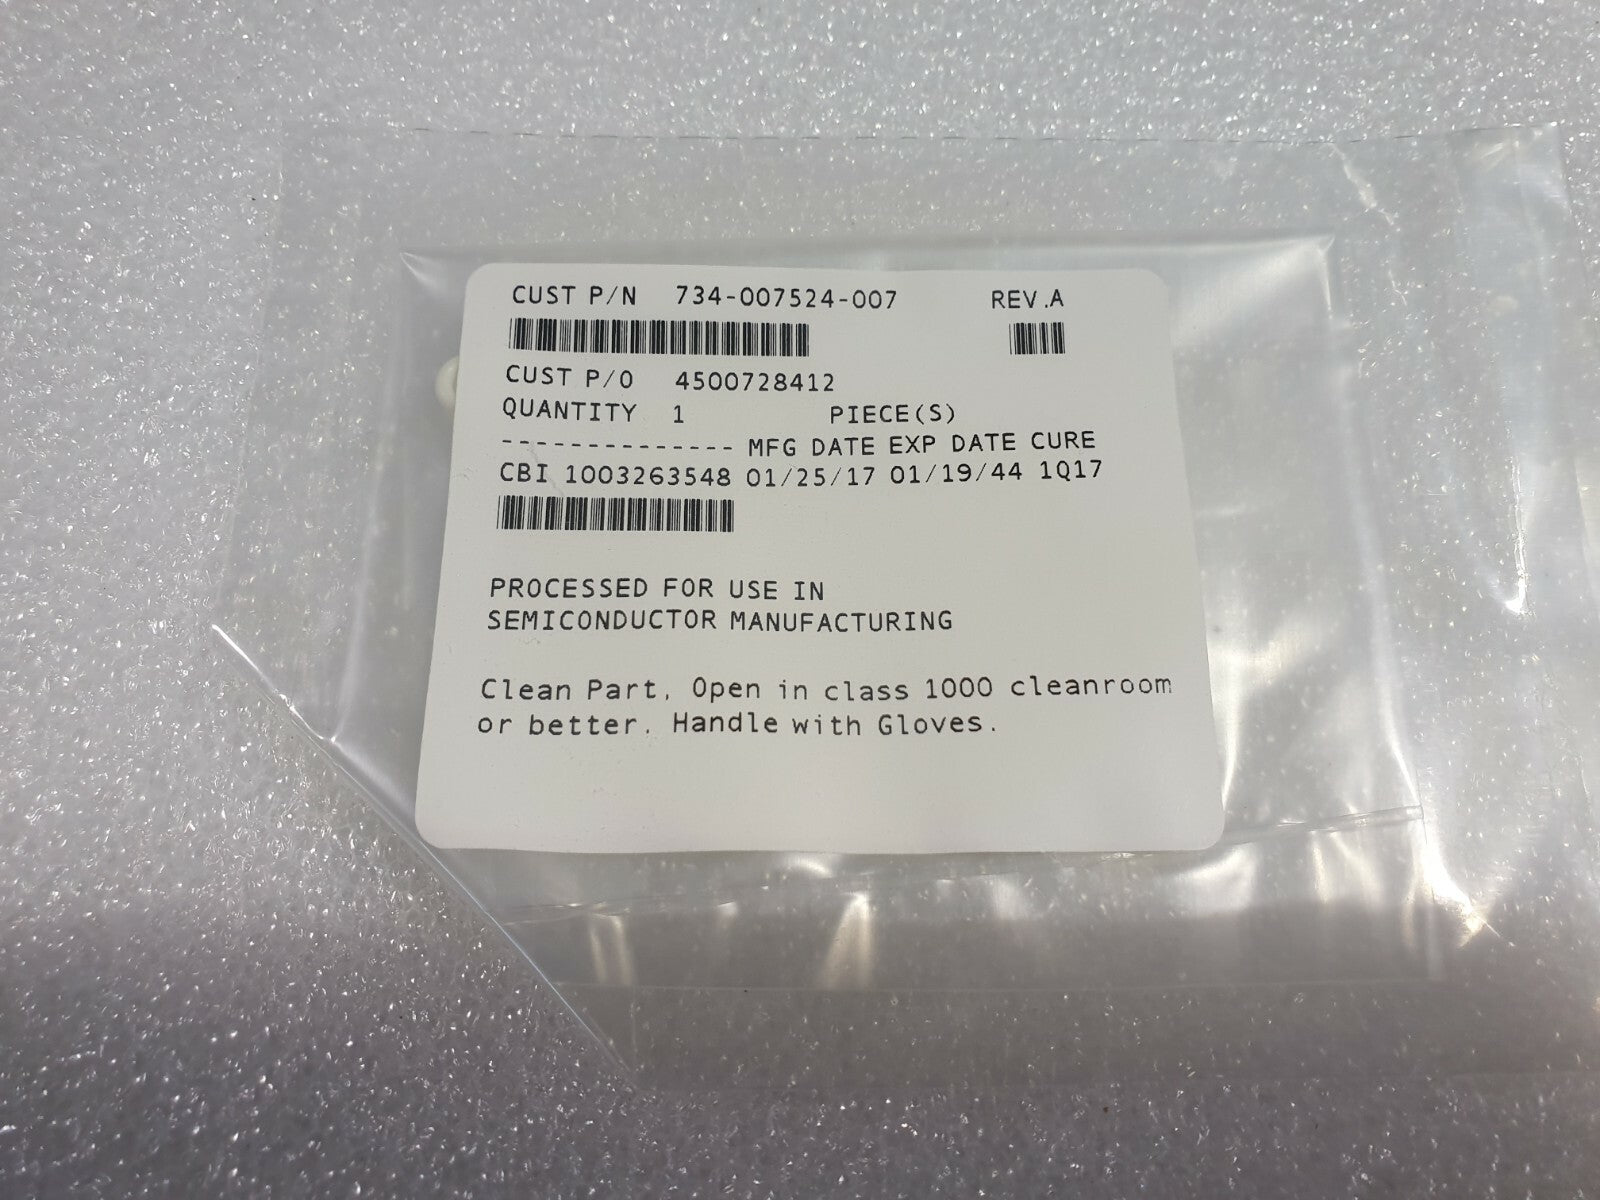 CUST P/N 734-007524-007 REV.A
CUST P/O 4500728412
QUANTITY 1 PIECE(S)
-------------- MFG DATE EXP DATE CURE
CBI 1003263548 01/25/17 01/19/44 1Q17
PROCESSED FOR USE IN
SEMICONDUCTOR MANUFACTURING
Clean Part, Open in class 1000 cleanroom
or better. Handle with Gloves.